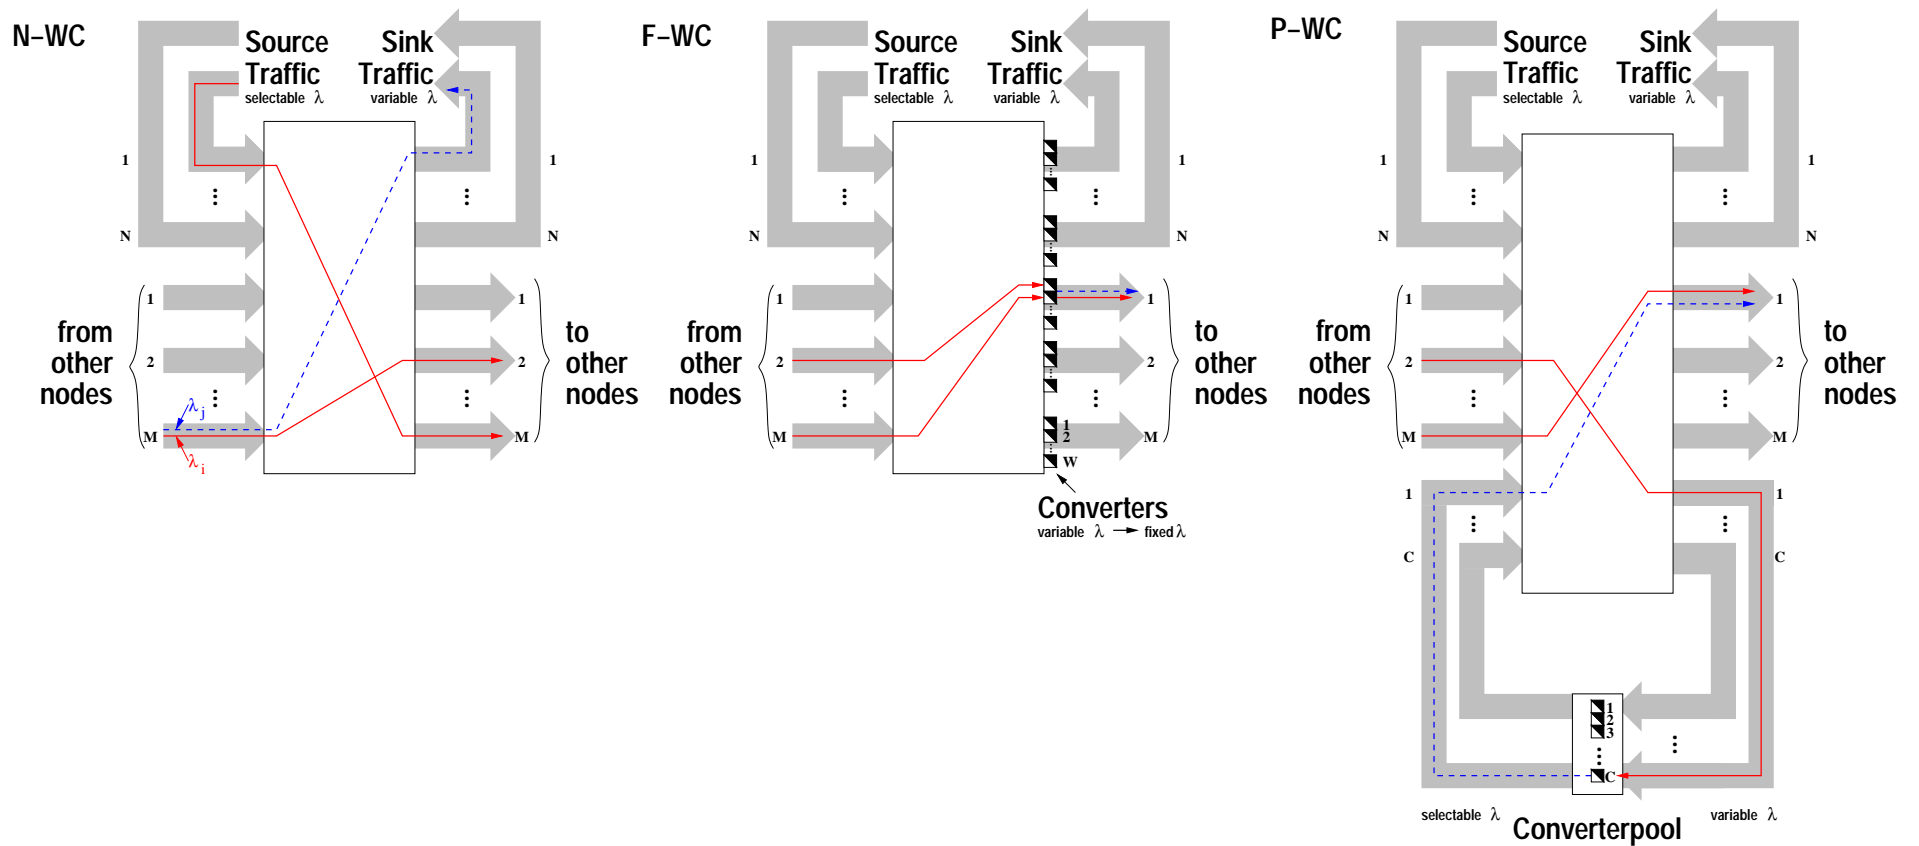 N–WC
Source
Traffic
selectable λ
Sink
Traffic
variable λ
1
⋮
N
1
⋮
N
from
other
nodes
1
2
⋮
M
λj
λi
1
2
⋮
M
to
other
nodes
F–WC
Source
Traffic
selectable λ
Sink
Traffic
variable λ
1
⋮
N
1
⋮
N
from
other
nodes
1
2
⋮
M
1
2
⋮
M
to
other
nodes
1
2
W
Converters
variable λ → fixed λ
P–WC
Source
Traffic
selectable λ
Sink
Traffic
variable λ
1
⋮
N
1
⋮
N
from
other
nodes
1
2
⋮
M
1
2
⋮
M
to
other
nodes
1
⋮
C
1
⋮
C
1
2
3
⋮
C
⋮
selectable λ
variable λ
Converterpool